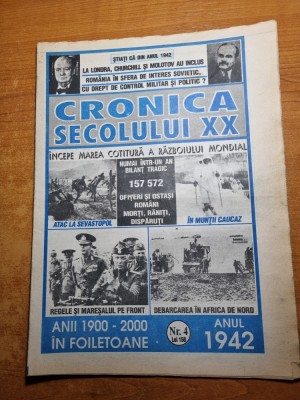 ȘTIAȚI CĂ DIN ANUL 1942
LA LONDRA, CHURCHILL ȘI MOLOTOV AU INCLUS
ROMÂNIA ÎN SFERA DE INTERES SOVIETIC,
CU DREPT DE CONTROL MILITAR ȘI POLITIC ?
CRONICA
SECOLULUI XX
ÎNCEPE MAREA COTITURĂ A RĂZBOIULUI MONDIAL
NUMAI ÎNTR-UN AN
BILANȚ TRAGIC
157 572
OFIȚERI ȘI OSTAȘI
ROMÂNI
MORȚI, RĂNIȚI,
DISPĂRUȚI
ATAC LA SEVASTOPOL
ÎN MUNȚII CAUCAZ
REGELE ȘI MAREȘALUL PE FRONT
DEBARCAREA ÎN AFRICA DE NORD
ANII 1900 - 2000
ÎN FOILETOANE
Nr. 4
Lei 150
ANUL
1942